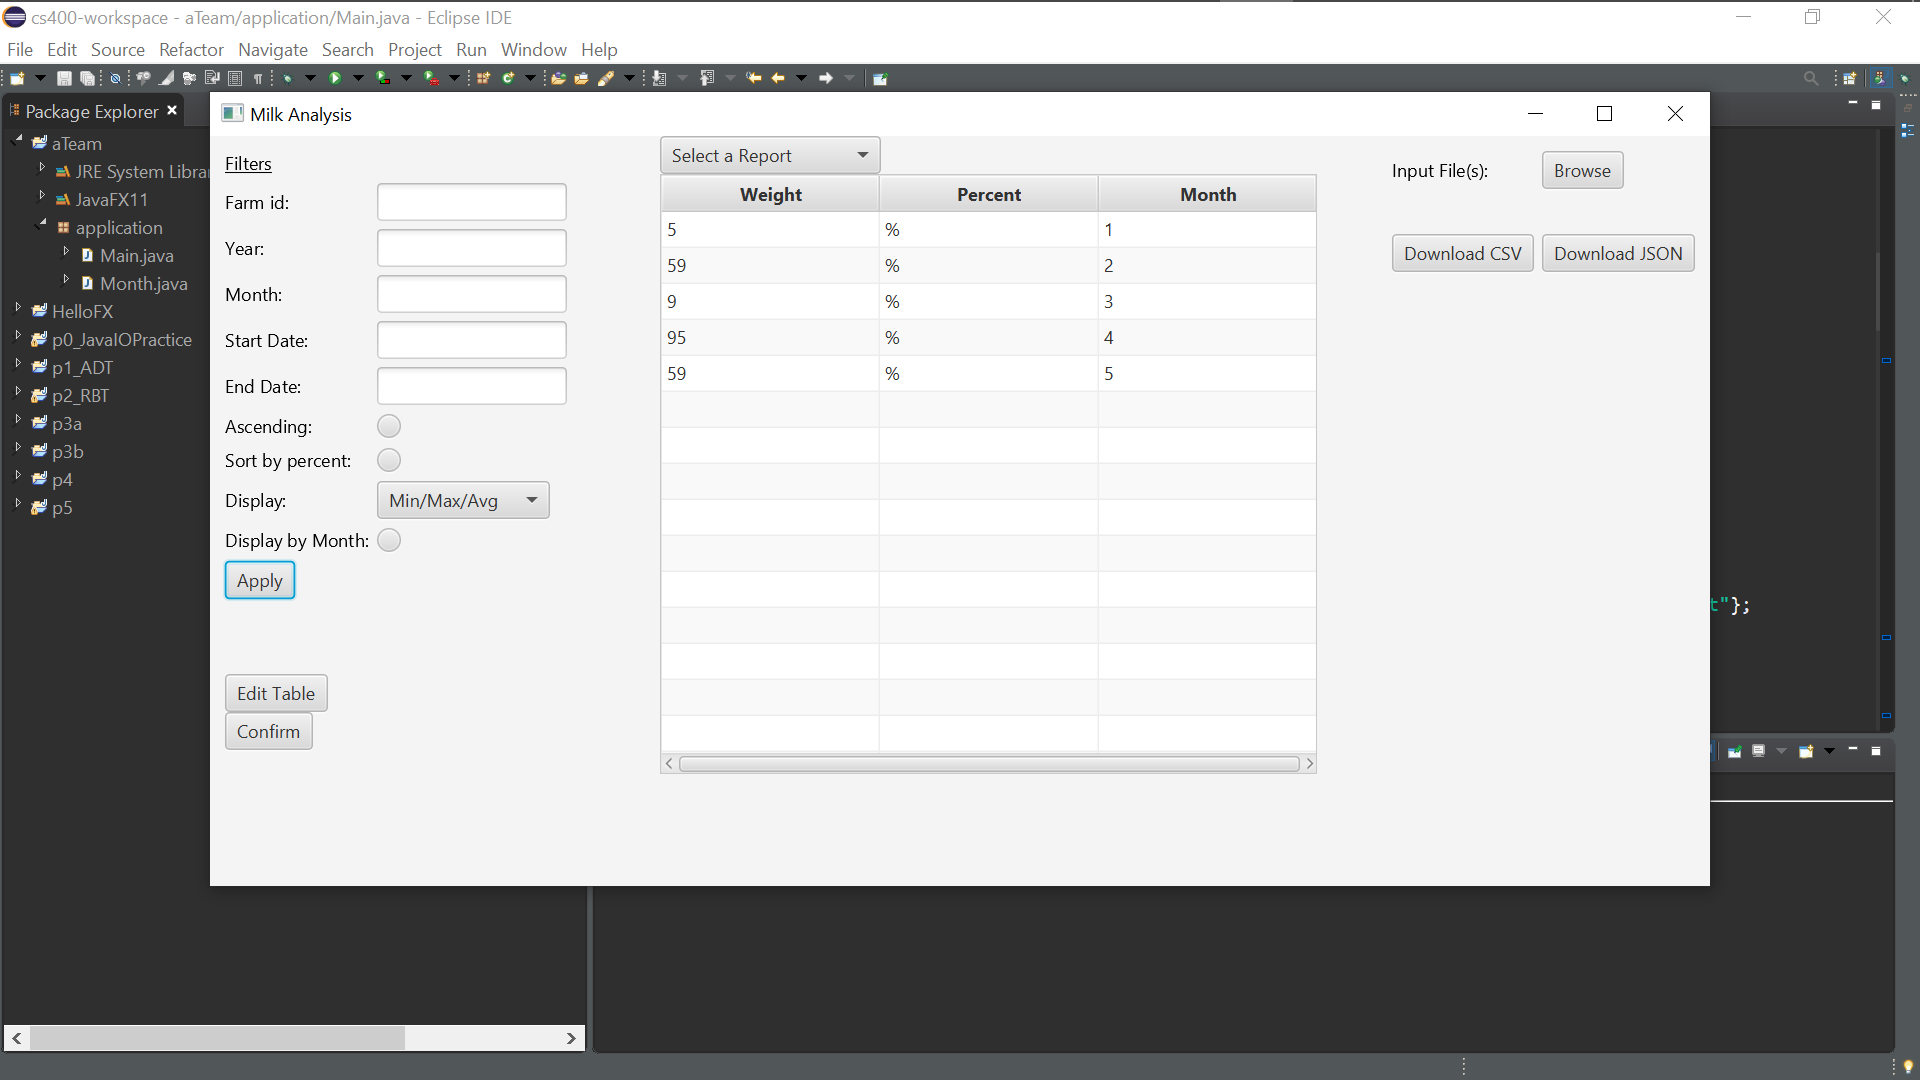 cs400-workspace - aTeam/application/Main.java - Eclipse IDE
File Edit Source Refactor Navigate Search Project Run Window Help
Package Explorer
aTeam
JRE System Librar
JavaFX11
application
Main.java
Month.java
HelloFX
p0_JavaIOPractice
p1_ADT
p2_RBT
p3a
p3b
p4
p5
Milk Analysis
Filters
Farm id:
Year:
Month:
Start Date:
End Date:
Ascending:
Sort by percent:
Display: Min/Max/Avg
Display by Month:
Apply
Edit Table
Confirm
Select a Report
Weight Percent Month
5 % 1
59 % 2
9 % 3
95 % 4
59 % 5
Input File(s): Browse
Download CSV Download JSON
t"};